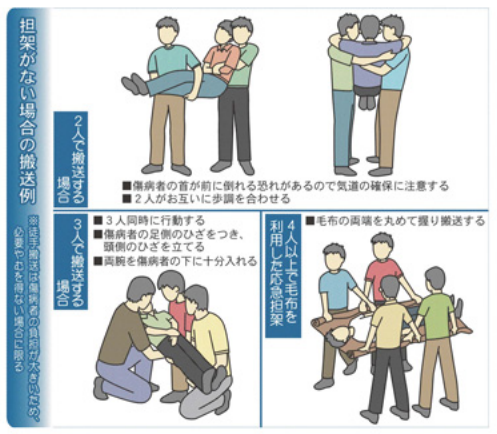 担架がない場合の搬送例
※徒手搬送は傷病者の負担が大きいため、
必要やむを得ない場合に限る
2人で搬送する
場合
■傷病者の首が前に倒れる恐れがあるので気道の確保に注意する
■2人がお互いに歩調を合わせる
3人で搬送する
場合
■3人同時に行動する
■傷病者の足側のひざをつき、
頭側のひざを立てる
■両腕を傷病者の下に十分入れる
4人以上で毛布を
利用した応急担架
■毛布の両端を丸めて握り搬送する